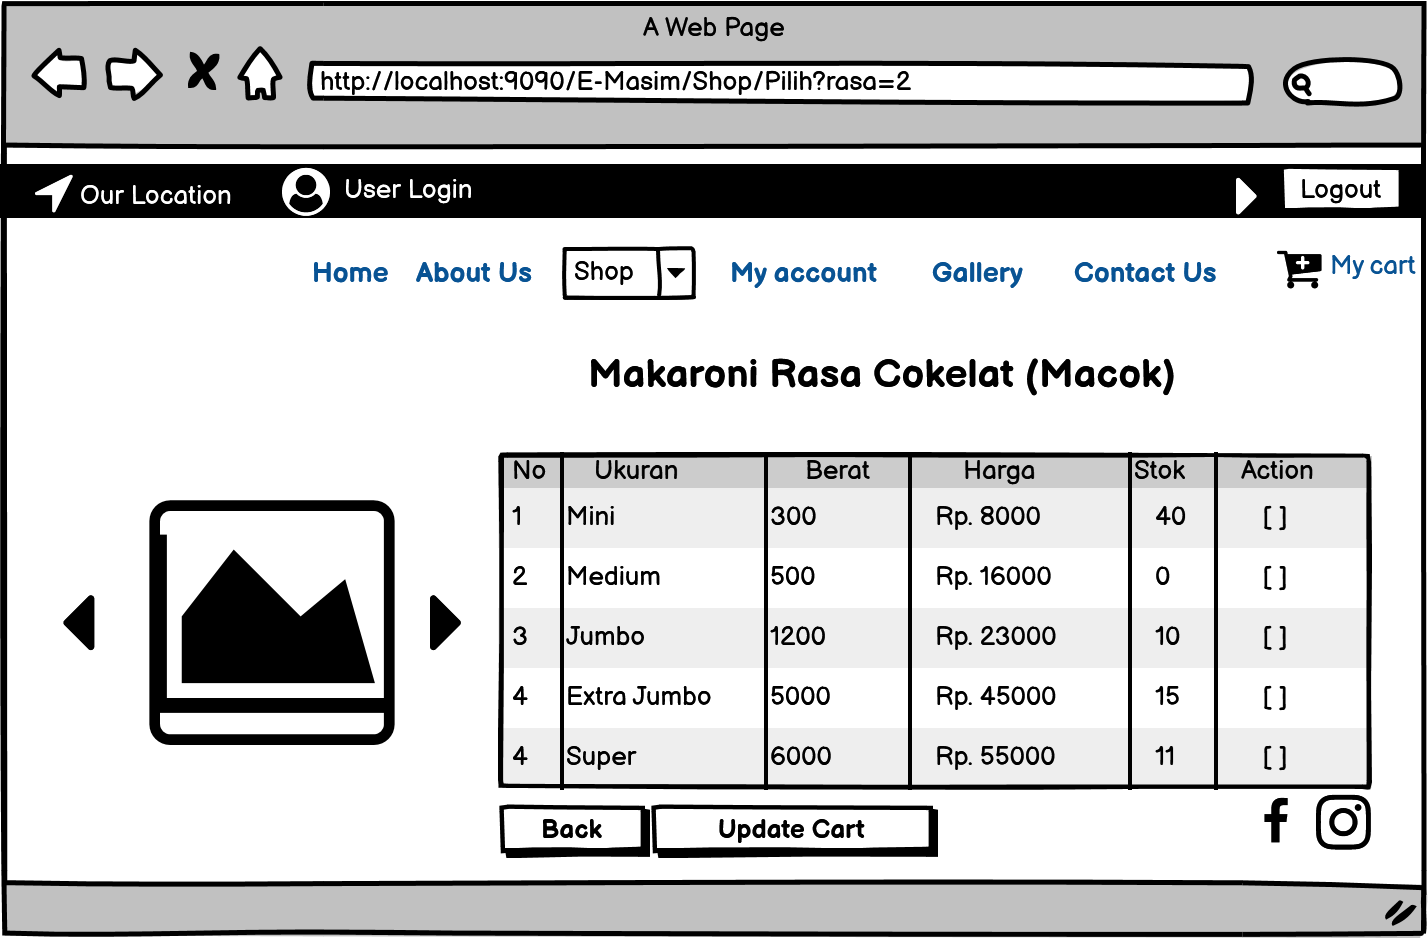 A Web Page
http://localhost:9090/E-Masim/Shop/Pilih?rasa=2
Our Location User Login Logout
Home About Us Shop My account Gallery Contact Us My cart
Makaroni Rasa Cokelat (Macok)
No Ukuran Berat Harga Stok Action
1 Mini 300 Rp. 8000 40 [ ]
2 Medium 500 Rp. 16000 0 [ ]
3 Jumbo 1200 Rp. 23000 10 [ ]
4 Extra Jumbo 5000 Rp. 45000 15 [ ]
4 Super 6000 Rp. 55000 11 [ ]
Back Update Cart